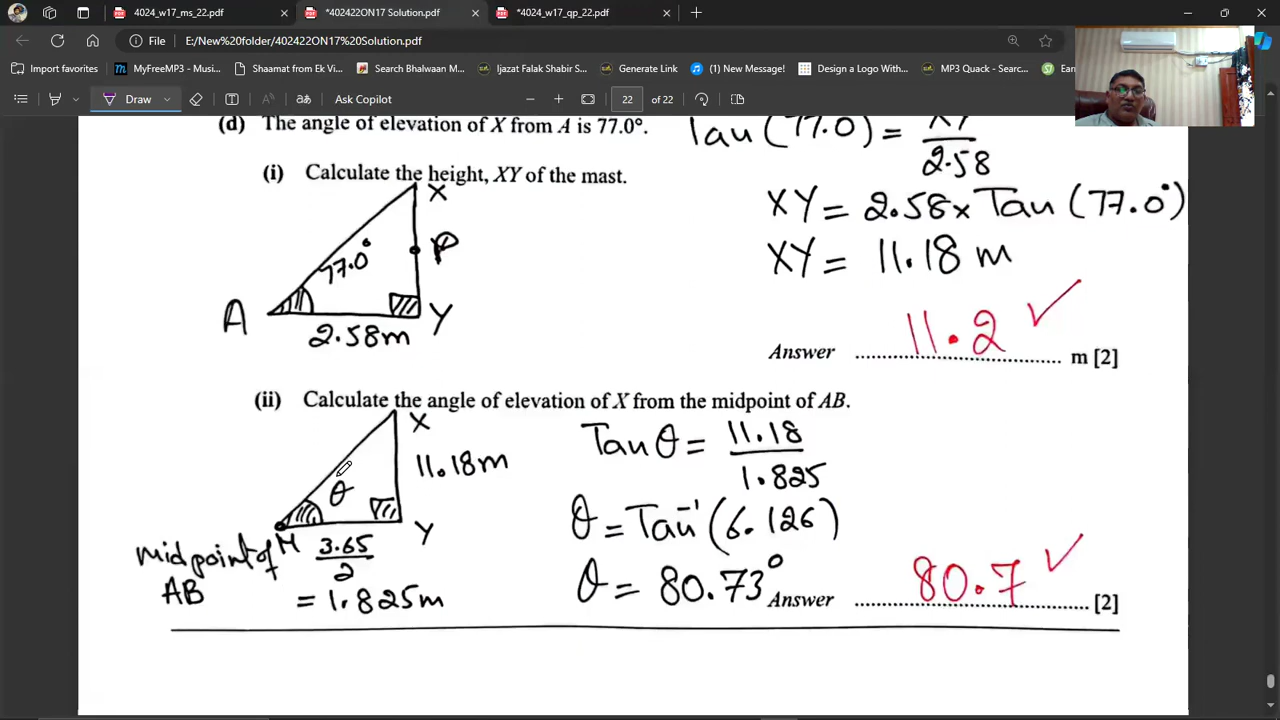 4024_w17_ms_22.pdf
*402422ON17 Solution.pdf
*4024_w17_qp_22.pdf
File
E:/New%20folder/402422ON17%20Solution.pdf
Import favorites
MyFreeMP3 - Musi...
Shaamat from Ek Vi...
Search Bhalwaan M...
Ijazat Falak Shabir S...
Generate Link
(1) New Message!
Design a Logo With...
MP3 Quack - Searc...
Ear
Draw
Ask Copilot
22
of 22
(d) The angle of elevation of X from A is 77.0°.
Tan (77.0) = XY
2.58
(i) Calculate the height, XY of the mast.
X
P
77.0°
A
Y
2.58m
XY = 2.58 x Tan (77.0°)
XY = 11.18 m
11.2 ✓
Answer ........................................ m [2]
(ii) Calculate the angle of elevation of X from the midpoint of AB.
X
11.18m
θ
Y
midpoint of M
AB
3.65
2
= 1.825m
Tan θ = 11.18
1.825
θ = Tan⁻¹ (6.126)
θ = 80.73°
80.7 ✓
Answer ........................................ [2]